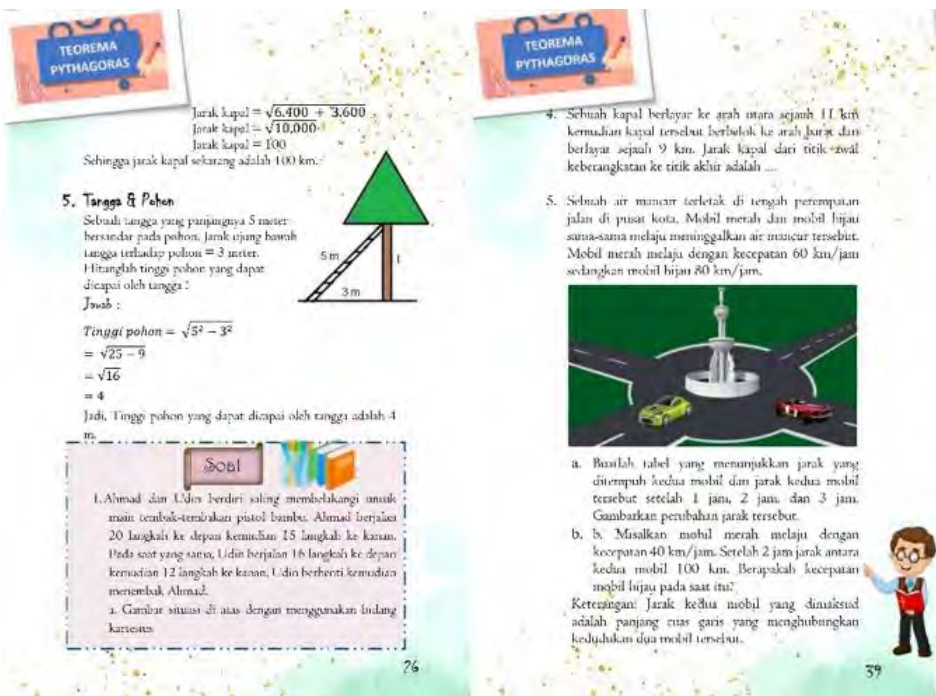 TEOREMA
PYTHAGORAS
Jarak kapal = √6.400 + 3.600
Jarak kapal = √10,000
Jarak kapal = 100
Sehingga jarak kapal sekarang adalah 100 km.
5. Tangga & Pohon
Sebuah tangga yang panjangnya 5 meter
bersandar pada pohon. Jarak ujung bawah
tangga terhadap pohon = 3 meter.
Hitunglah tinggi pohon yang dapat
dicapai oleh tangga :
Jawab :
5 m
t
3 m
Tinggi pohon = √5² − 3²
= √25 − 9
= √16
= 4
Jadi, Tinggi pohon yang dapat dicapai oleh tangga adalah 4
m.
Soal
1. Ahmad dan Udin berdiri saling membelakangi untuk
main tembak-tembakan pistol bambu. Ahmad berjalan
20 langkah ke depan kemudian 15 langkah ke kanan.
Pada saat yang sama, Udin berjalan 16 langkah ke depan
kemudian 12 langkah ke kanan. Udin berhenti kemudian
menembak Ahmad.
a. Gambar situasi di atas dengan menggunakan bidang
kartesius
26
TEOREMA
PYTHAGORAS
4. Sebuah kapal berlayar ke arah utara sejauh 11 km
kemudian kapal tersebut berbelok ke arah barat dan
berlayar sejauh 9 km. Jarak kapal dari titik awal
keberangkatan ke titik akhir adalah ....
5. Sebuah air mancur terletak di tengah perempatan
jalan di pusat kota. Mobil merah dan mobil hijau
sama-sama melaju meninggalkan air mancur tersebut.
Mobil merah melaju dengan kecepatan 60 km/jam
sedangkan mobil hijau 80 km/jam.
a. Buatlah tabel yang menunjukkan jarak yang
ditempuh kedua mobil dan jarak kedua mobil
tersebut setelah 1 jam, 2 jam, dan 3 jam.
Gambarkan perubahan jarak tersebut.
b. b. Misalkan mobil merah melaju dengan
kecepatan 40 km/jam. Setelah 2 jam jarak antara
kedua mobil 100 km. Berapakah kecepatan
mobil hijau pada saat itu?
Keterangan: Jarak kedua mobil yang dimaksud
adalah panjang ruas garis yang menghubungkan
kedudukan dua mobil tersebut.
39